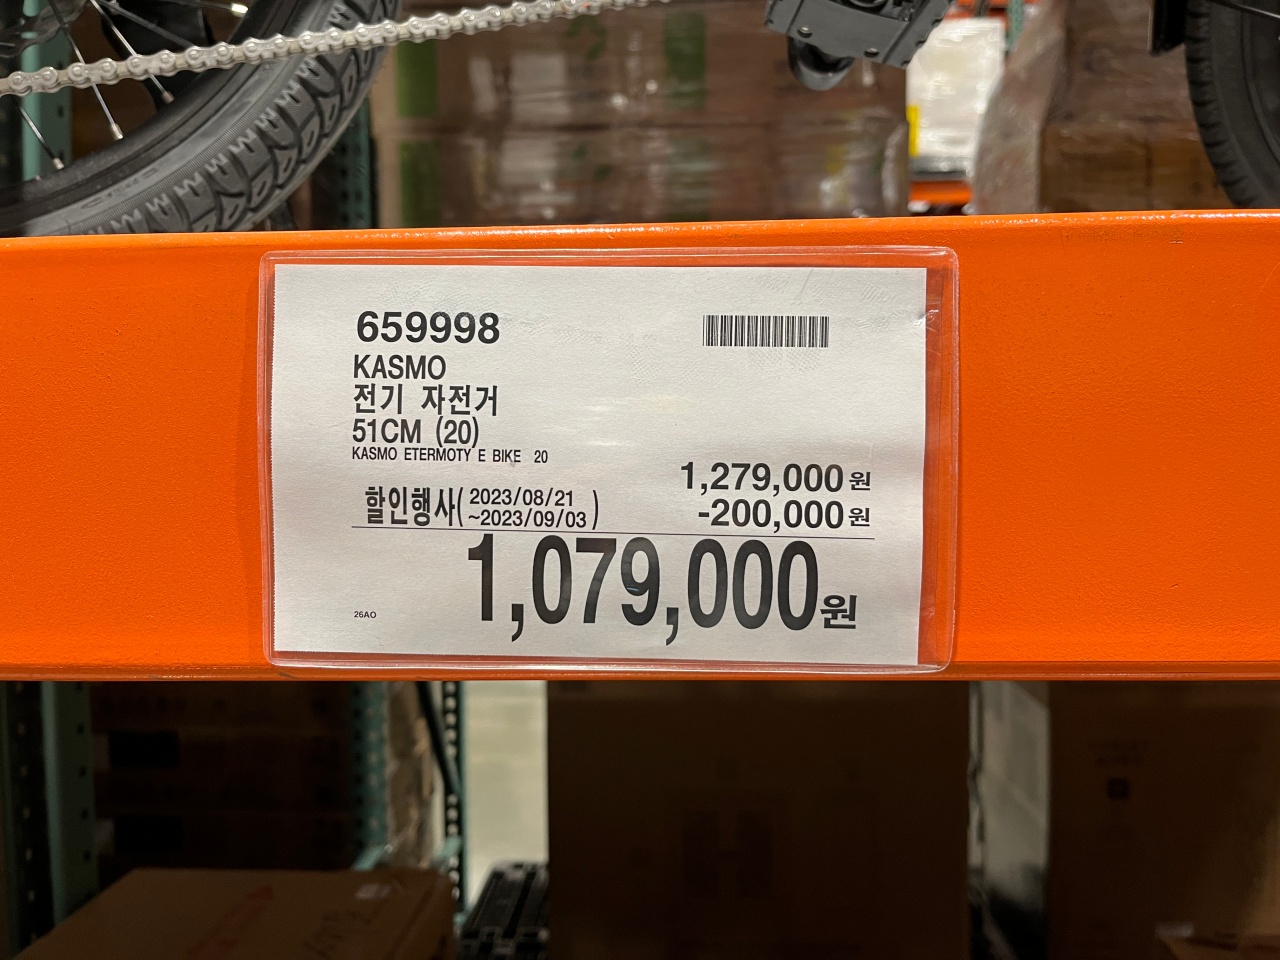 659998
KASMO
전기 자전거
51CM (20)
KASMO ETERMOTY E BIKE 20
1,279,000원
할인행사( 2023/08/21 ~2023/09/03 )
-200,000원
1,079,000원
26AO